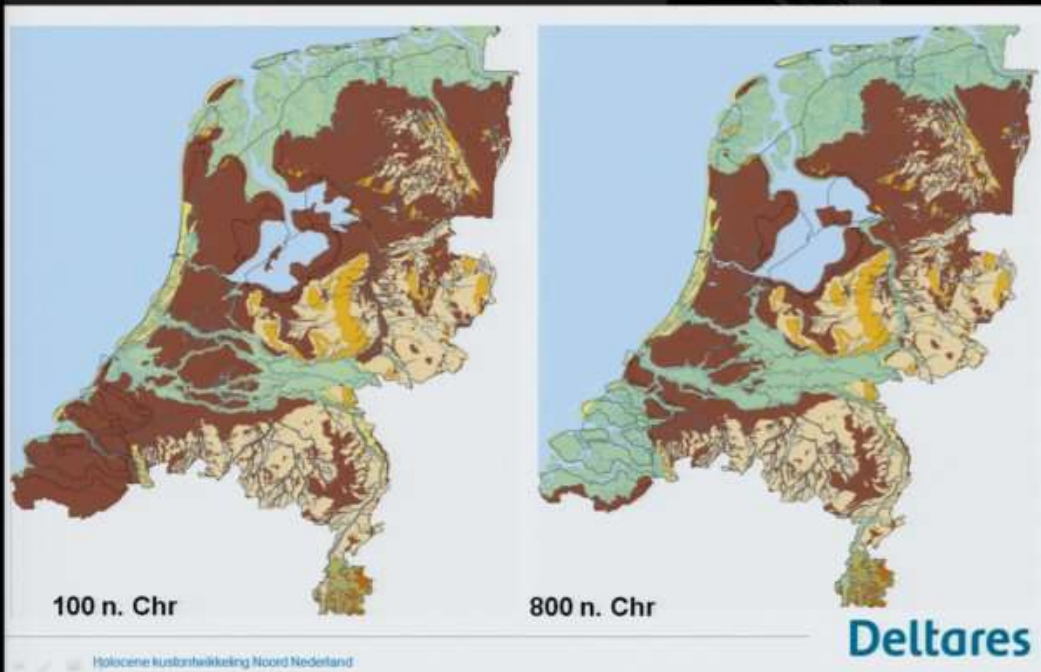 100 n. Chr
800 n. Chr
Deltares
Holocene kustontwikkeling Noord Nederland